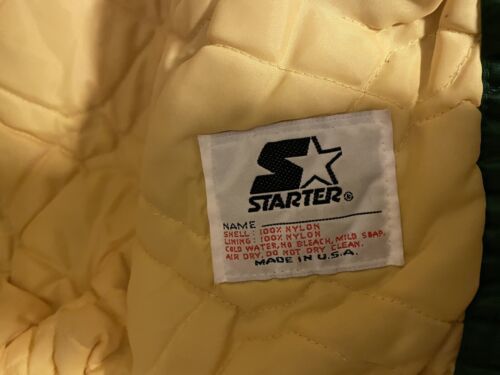 STARTER®
NAME
SHELL: 100% NYLON
LINING: 100% NYLON
COLD WATER, NO BLEACH, MILD SOAP,
AIR DRY, DO NOT DRY CLEAN.
MADE IN U.S.A.